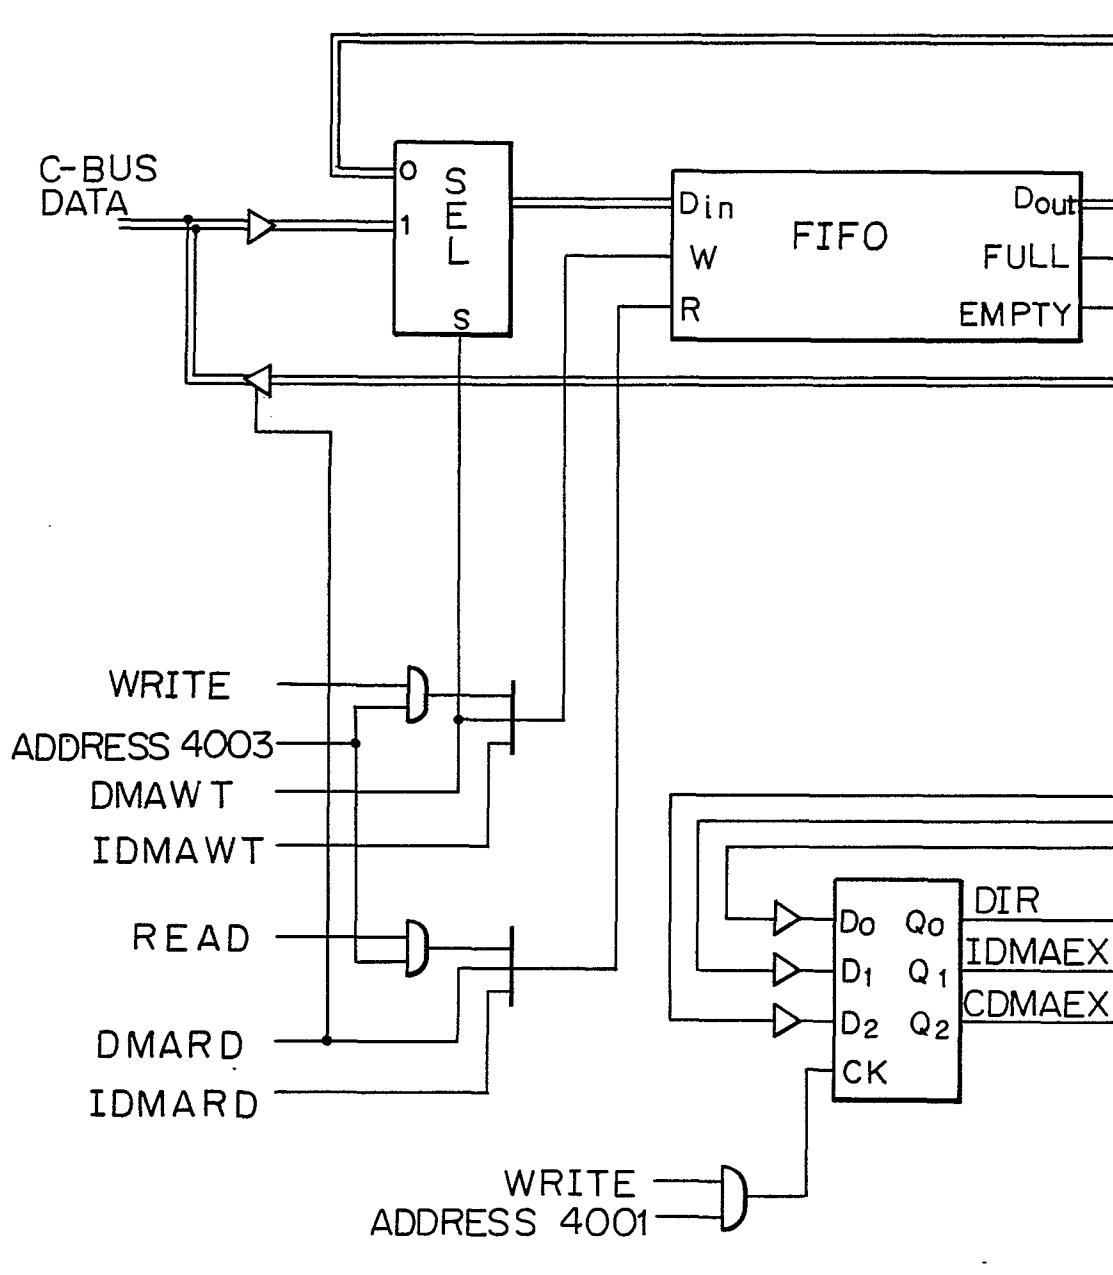 C-BUS
DATA
0
1
S
E
L
S
Din
W
R
FIFO
Dout
FULL
EMPTY
WRITE
ADDRESS 4003
DMAWT
IDMAWT
READ
DMARD
IDMARD
D0
D1
D2
CK
Q0
Q1
Q2
DIR
IDMAEX
CDMAEX
WRITE
ADDRESS 4001